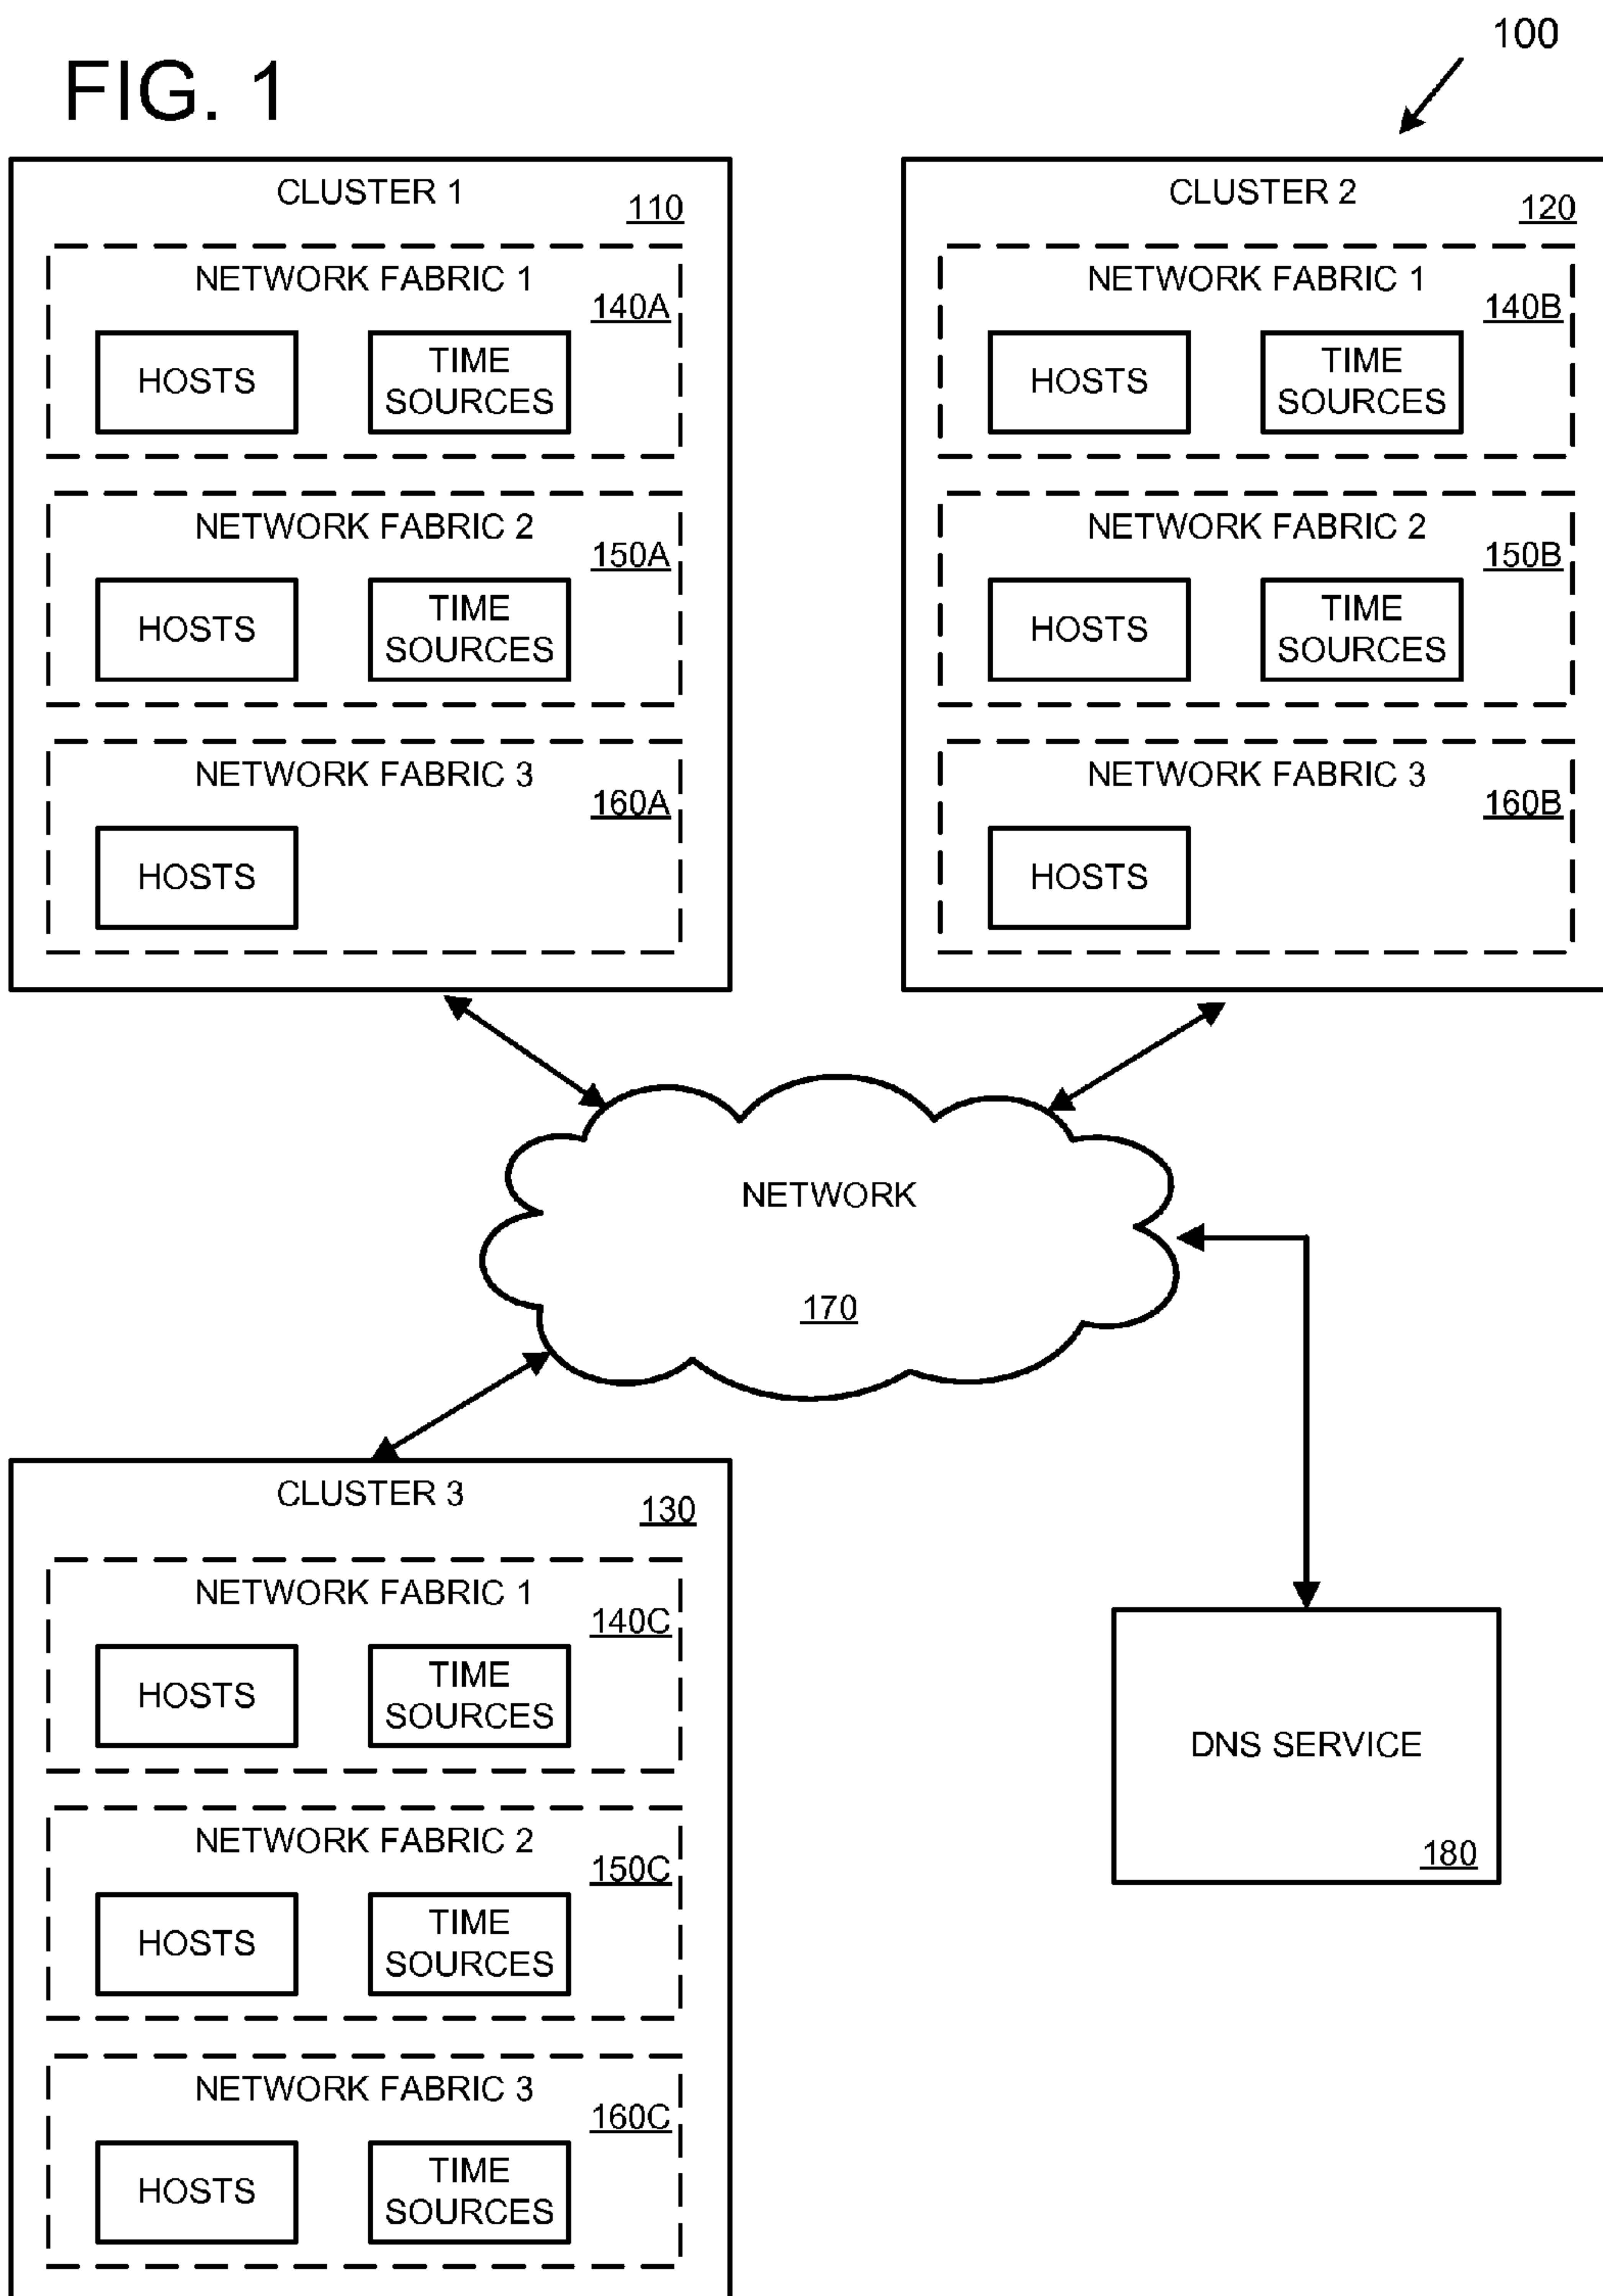 100
FIG. 1
CLUSTER 1
110
NETWORK FABRIC 1
140A
HOSTS
TIME
SOURCES
NETWORK FABRIC 2
150A
HOSTS
TIME
SOURCES
NETWORK FABRIC 3
160A
HOSTS
CLUSTER 2
120
NETWORK FABRIC 1
140B
HOSTS
TIME
SOURCES
NETWORK FABRIC 2
150B
HOSTS
TIME
SOURCES
NETWORK FABRIC 3
160B
HOSTS
NETWORK
170
CLUSTER 3
130
NETWORK FABRIC 1
140C
HOSTS
TIME
SOURCES
NETWORK FABRIC 2
150C
HOSTS
TIME
SOURCES
NETWORK FABRIC 3
160C
HOSTS
TIME
SOURCES
DNS SERVICE
180